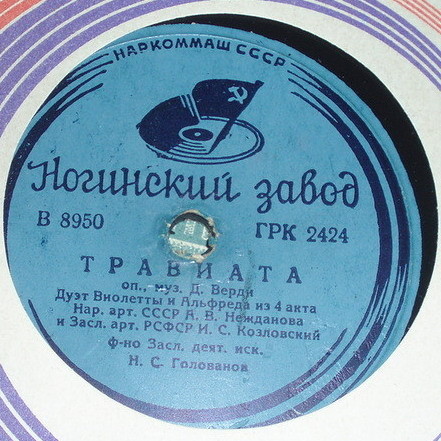 НАРКОММАШ СССР
Ногинский завод
В 8950 ГРК 2424
ТРАВИАТА
оп., муз. Д. Верди
Дуэт Виолетты и Альфреда из 4 акта
Нар. арт. СССР А. В. Нежданова
и Засл. арт. РСФСР И. С. Козловский
ф-но Засл. деят. иск.
Н. С. Голованов